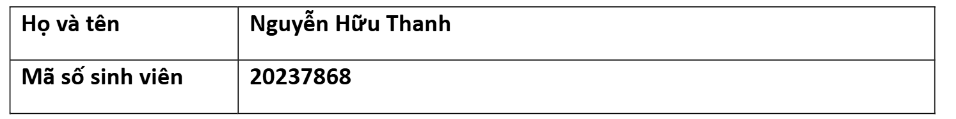 Họ và tên Nguyễn Hữu Thanh
Mã số sinh viên 20237868